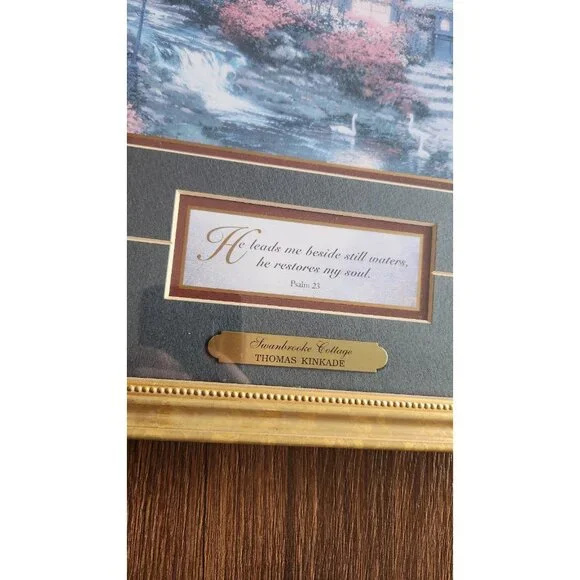 He leads me beside still waters,
he restores my soul.
Psalm 23
Swanbrooke Cottage
THOMAS KINKADE